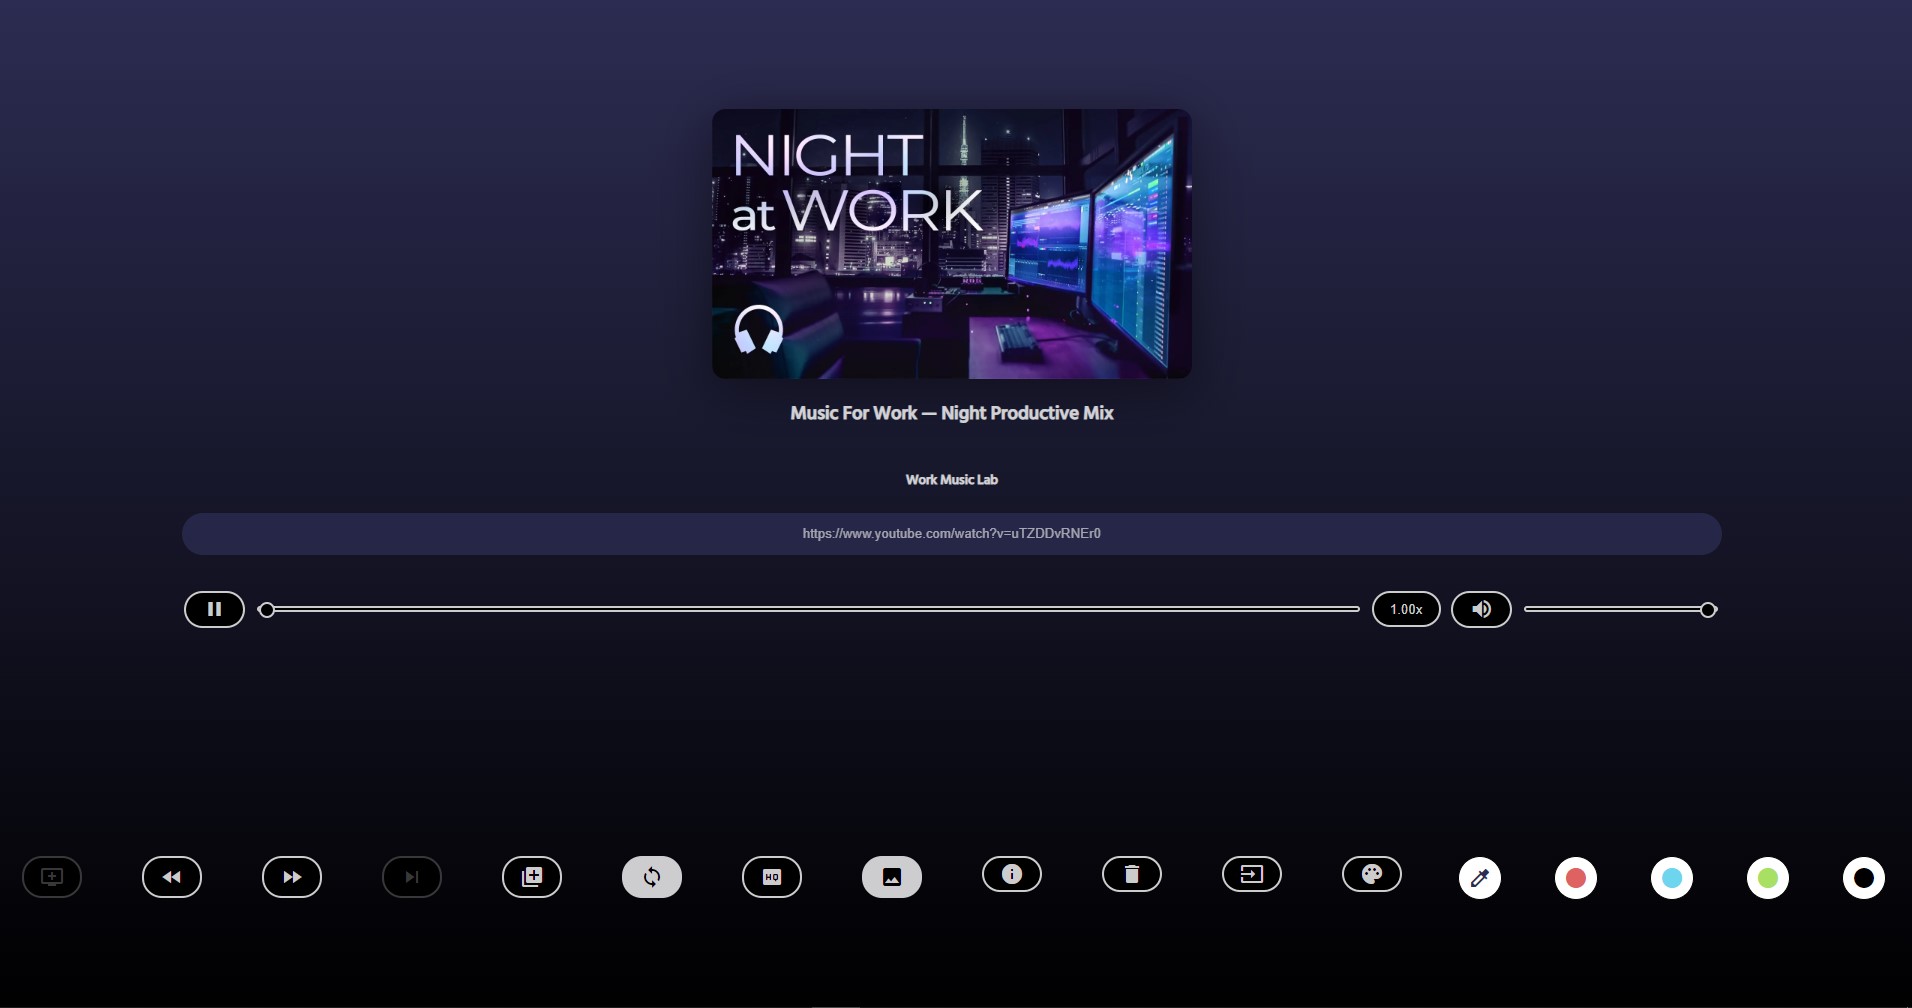 NIGHT
at WORK
Music For Work — Night Productive Mix
Work Music Lab
https://www.youtube.com/watch?v=uTZDDvRNEr0
1.00x
HQ